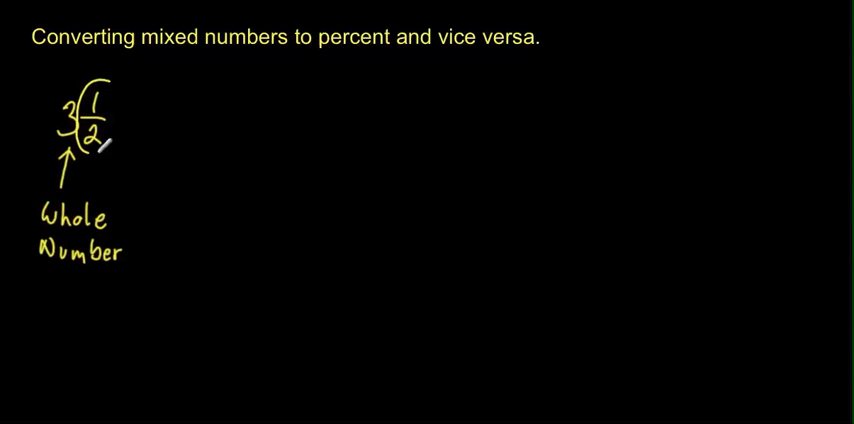 Converting mixed numbers to percent and vice versa.
3 1/2
Whole
Number